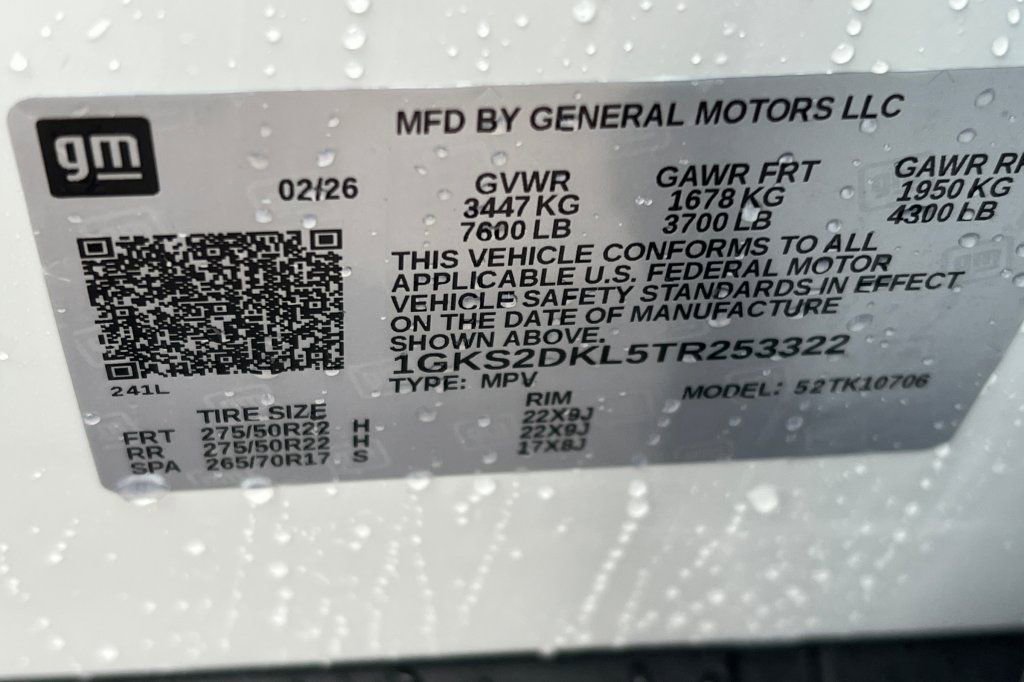 gm
MFD BY GENERAL MOTORS LLC
02/26
GVWR GAWR FRT GAWR RR
3447 KG 1678 KG 1950 KG
7600 LB 3700 LB 4300 LB
THIS VEHICLE CONFORMS TO ALL
APPLICABLE U.S. FEDERAL MOTOR
VEHICLE SAFETY STANDARDS IN EFFECT
ON THE DATE OF MANUFACTURE
SHOWN ABOVE.
1GKS2DKL5TR253322
TYPE: MPV MODEL: 52TK10706
241L
TIRE SIZE RIM
FRT 275/50R22 H 22X9J
RR 275/50R22 H 22X9J
SPA 265/70R17 S 17X8J